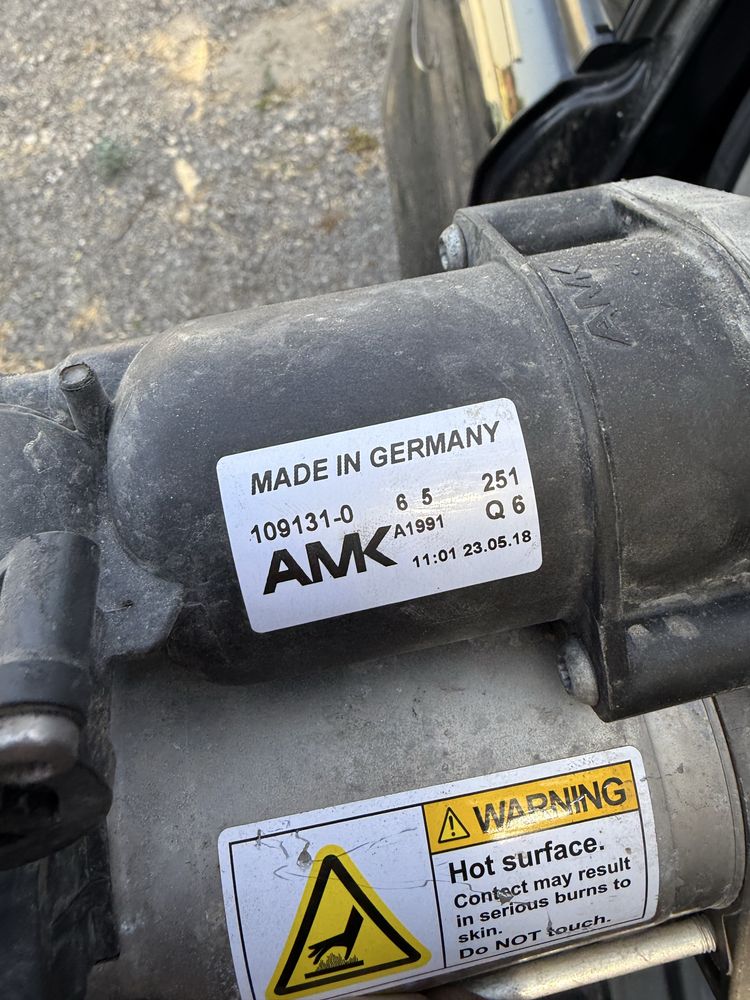 AMK
MADE IN GERMANY
109131-0 6 5 251
AMK A1991 Q 6
11:01 23.05.18
WARNING
Hot surface.
Contact may result
in serious burns to
skin.
Do NOT touch.